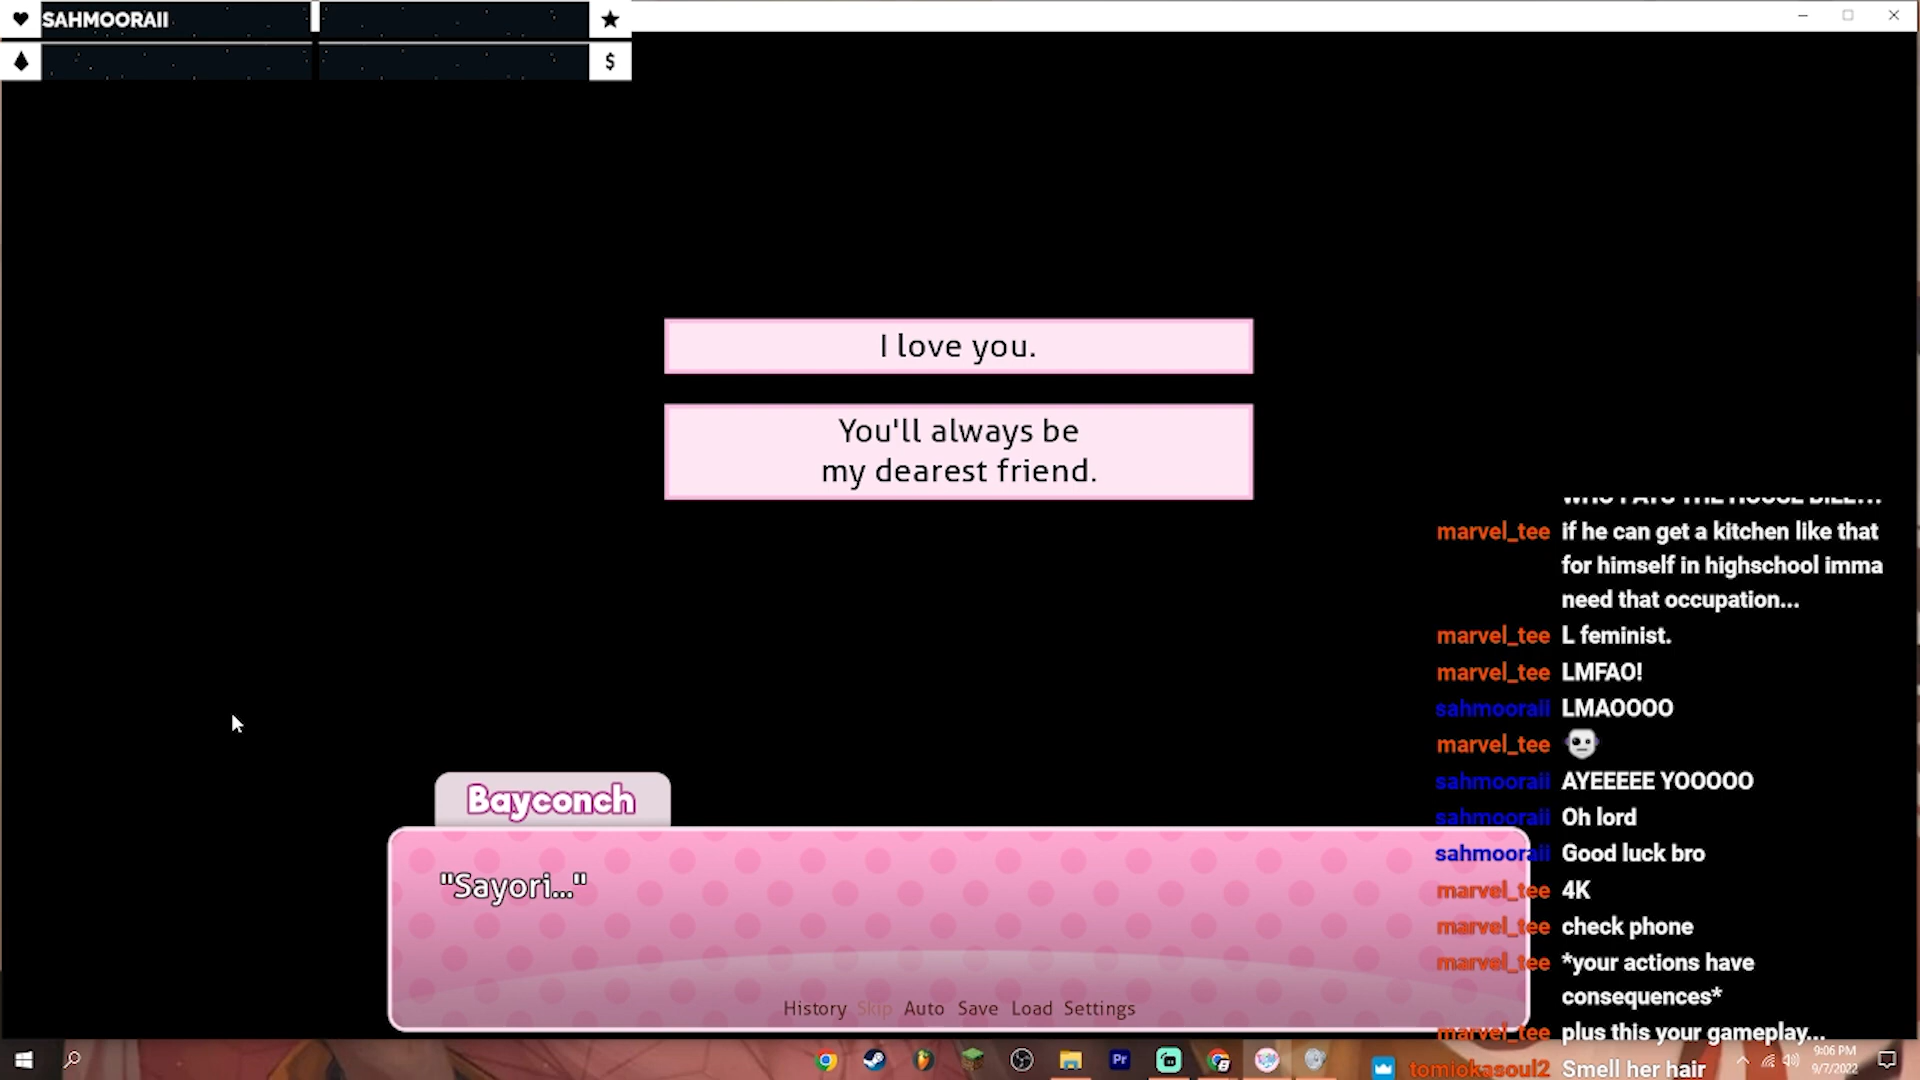 SAHMOORAII
$
I love you.
You'll always be
my dearest friend.
marvel_tee if he can get a kitchen like that
for himself in highschool imma
need that occupation...
marvel_tee L feminist.
marvel_tee LMFAO!
sahmooraii LMAOOOO
marvel_tee
sahmooraii AYEEEEE YOOOOO
sahmooraii Oh lord
sahmooraii Good luck bro
marvel_tee 4K
marvel_tee check phone
marvel_tee *your actions have
consequences*
marvel_tee plus this your gameplay...
tomiokasoul2 Smell her hair
Bayconch
"Sayori..."
History Skip Auto Save Load Settings
Pr
9:06 PM
9/7/2022